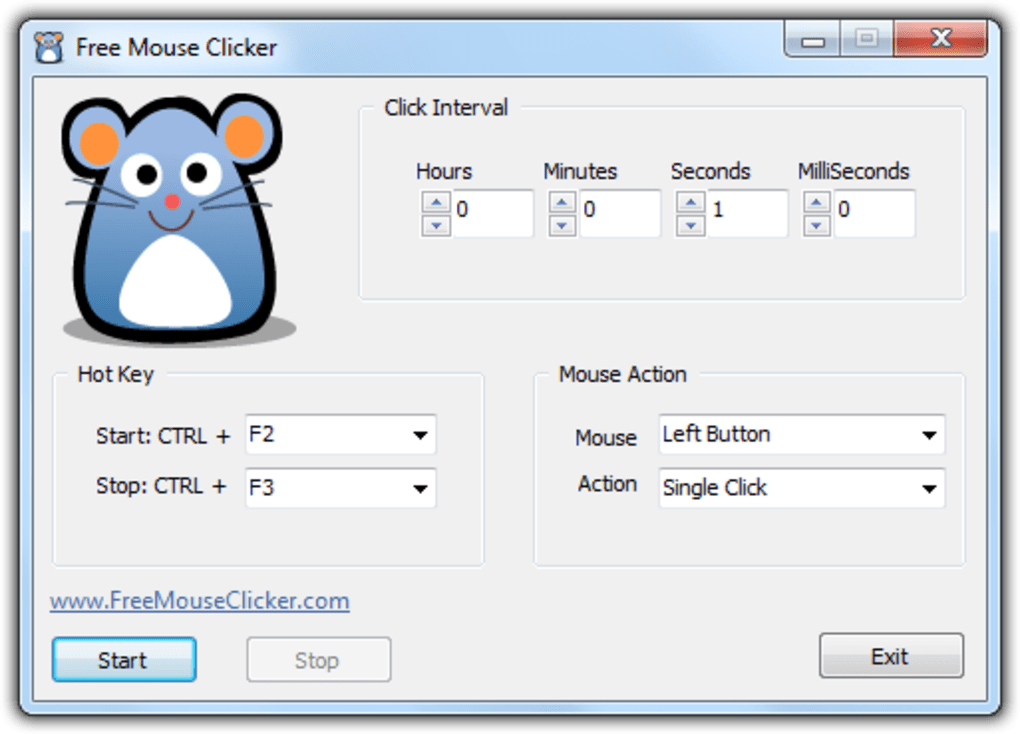 Free Mouse Clicker
Click Interval
Hours Minutes Seconds MilliSeconds
0 0 1 0
Hot Key
Start: CTRL + F2
Stop: CTRL + F3
Mouse Action
Mouse Left Button
Action Single Click
www.FreeMouseClicker.com
Start Stop Exit